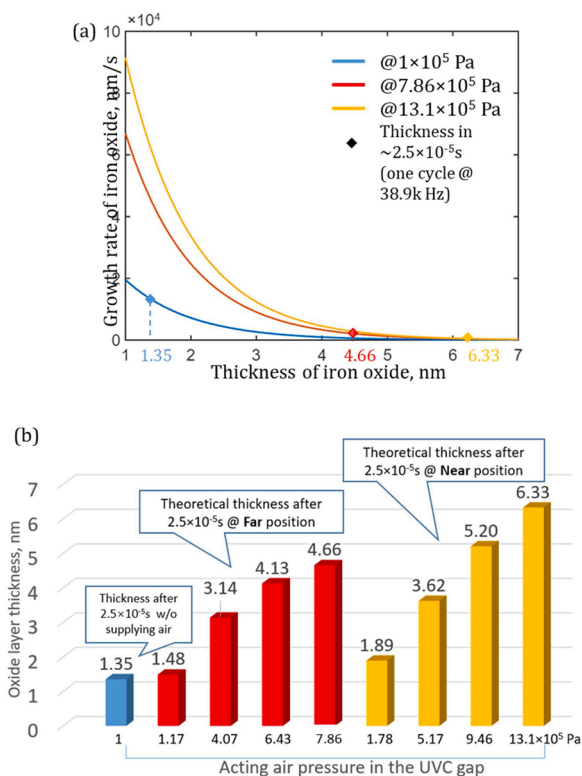 (a)
×10⁴
10
8
6
4
2
0
Growth rate of iron oxide, nm/s
@1×10⁵ Pa
@7.86×10⁵ Pa
@13.1×10⁵ Pa
Thickness in
~2.5×10⁻⁵s
(one cycle @
38.9k Hz)
1 2 3 4 5 6 7
1.35 4.66 6.33
Thickness of iron oxide, nm
(b)
Theoretical thickness after
2.5×10⁻⁵s @ Near position
Theoretical thickness after
2.5×10⁻⁵s @ Far position
Thickness after
2.5×10⁻⁵s w/o
supplying air
Oxide layer thickness, nm
7
6
5
4
3
2
1
0
1.35 1.48 3.14 4.13 4.66 1.89 3.62 5.20 6.33
1 1.17 4.07 6.43 7.86 1.78 5.17 9.46 13.1×10⁵ Pa
Acting air pressure in the UVC gap